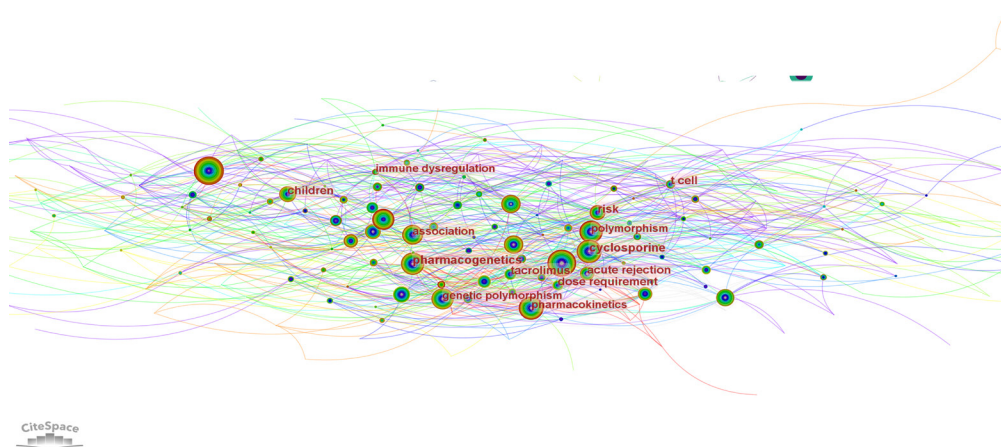 immune dysregulation
t cell
children
risk
association
polymorphism
cyclosporine
pharmacogenetics
tacrolimus
acute rejection
dose requirement
genetic polymorphism
pharmacokinetics
CiteSpace